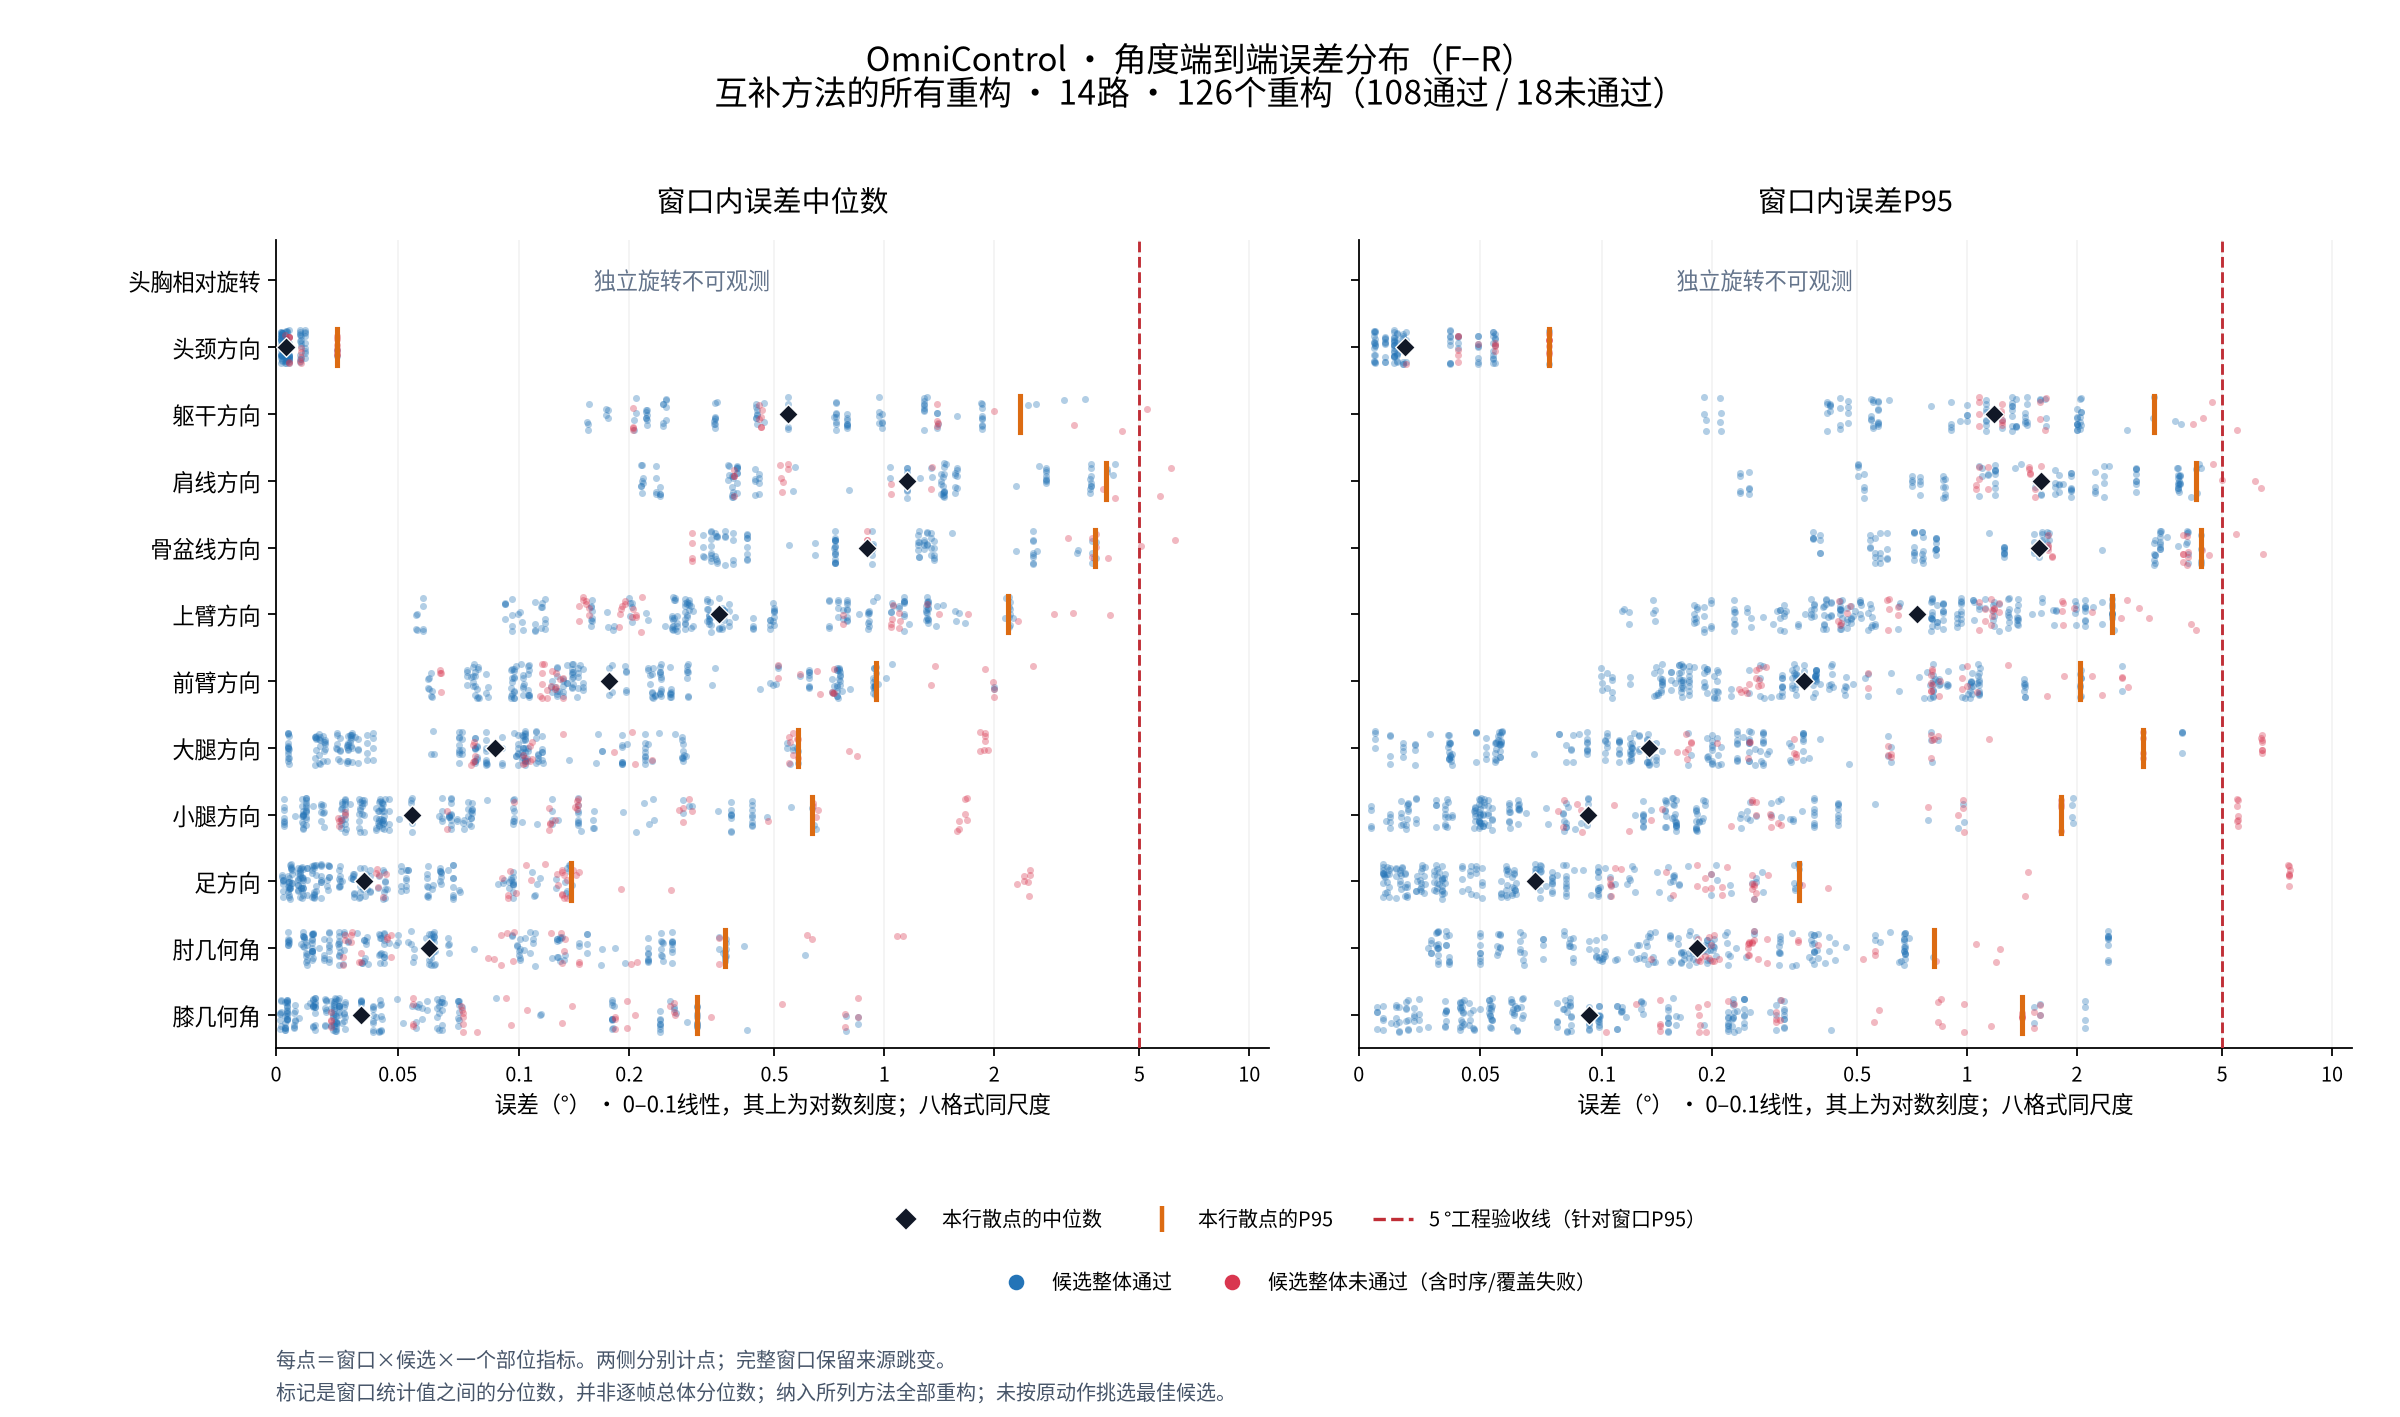 OmniControl · 角度端到端误差分布（F−R）
互补方法的所有重构 · 14路 · 126个重构（108通过 / 18未通过）
窗口内误差中位数
窗口内误差P95
头胸相对旋转
独立旋转不可观测
独立旋转不可观测
头颈方向
躯干方向
肩线方向
骨盆线方向
上臂方向
前臂方向
大腿方向
小腿方向
足方向
肘几何角
膝几何角
0 0.05 0.1 0.2 0.5 1 2 5 10
0 0.05 0.1 0.2 0.5 1 2 5 10
误差（°） · 0–0.1线性，其上为对数刻度；八格式同尺度
误差（°） · 0–0.1线性，其上为对数刻度；八格式同尺度
本行散点的中位数
本行散点的P95
5 °工程验收线（针对窗口P95）
候选整体通过
候选整体未通过（含时序/覆盖失败）
每点＝窗口×候选×一个部位指标。两侧分别计点；完整窗口保留来源跳变。
标记是窗口统计值之间的分位数，并非逐帧总体分位数；纳入所列方法全部重构；未按原动作挑选最佳候选。